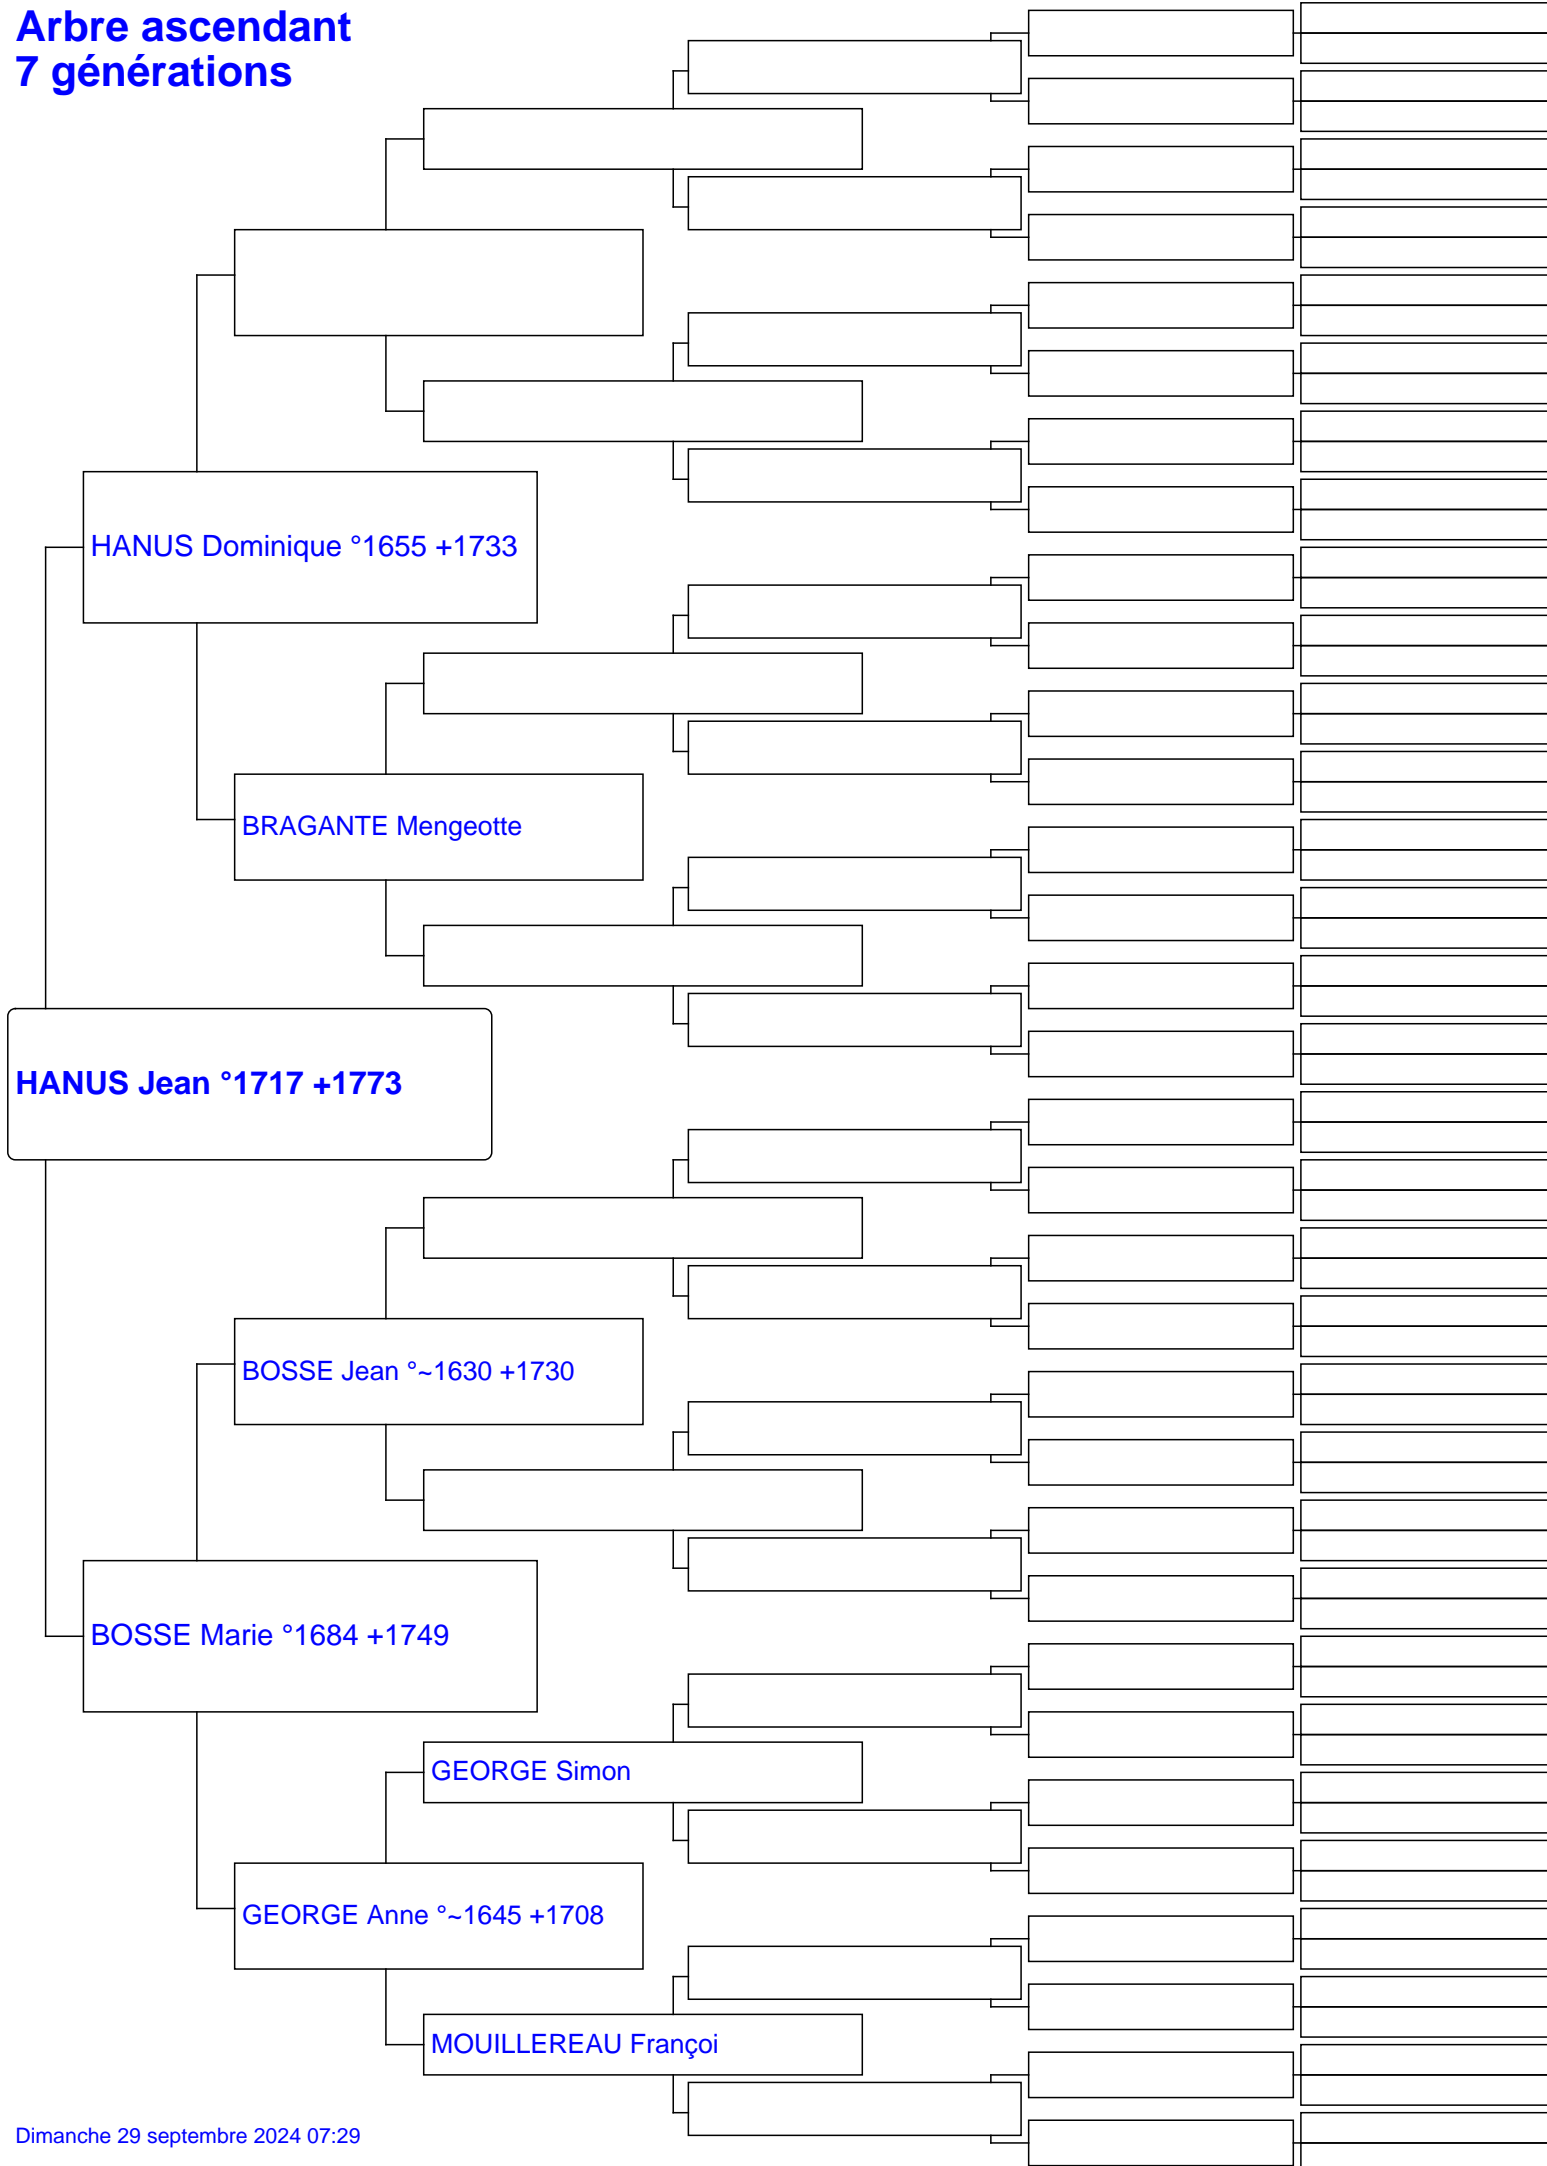 Arbre ascendant
7 générations
HANUS Dominique °1655 +1733
BRAGANTE Mengeotte
HANUS Jean °1717 +1773
BOSSE Jean °~1630 +1730
BOSSE Marie °1684 +1749
GEORGE Simon
GEORGE Anne °~1645 +1708
MOUILLEREAU Françoi
Dimanche 29 septembre 2024 07:29